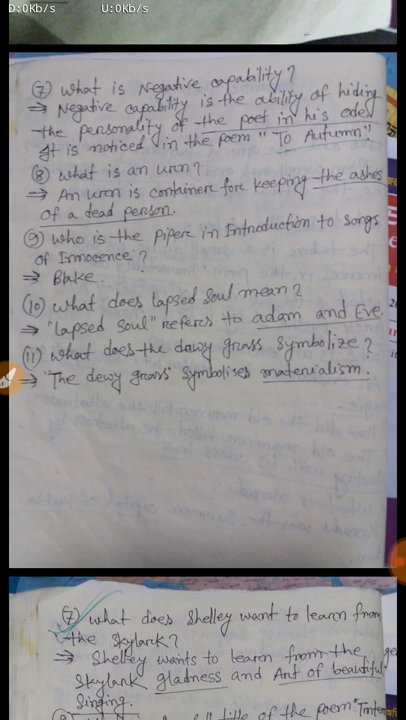 D:0Kb/s U:0Kb/s
(7) What is Negative capability?
⇒ Negative capability is the ability of hiding
the personality of the poet in his odes.
It is noticed in the poem "To Autumn".
(8) what is an urn?
⇒ An urn is container fore keeping the ashes
of a dead person.
(9) who is the Piper in Introduction to Songs
of Innocence?
⇒ Blake.
(10) what does lapsed soul mean?
⇒ "lapsed soul" refers to adam and Eve.
(11) what does the dewy grass symbolize?
⇒ "The dewy grass" symbolises materialism.
(7) what does Shelley want to learn from
the Skylark?
⇒ Shelley wants to learn from the
Skylark gladness and Art of beautiful
Singing.
title of the poem "Tintern